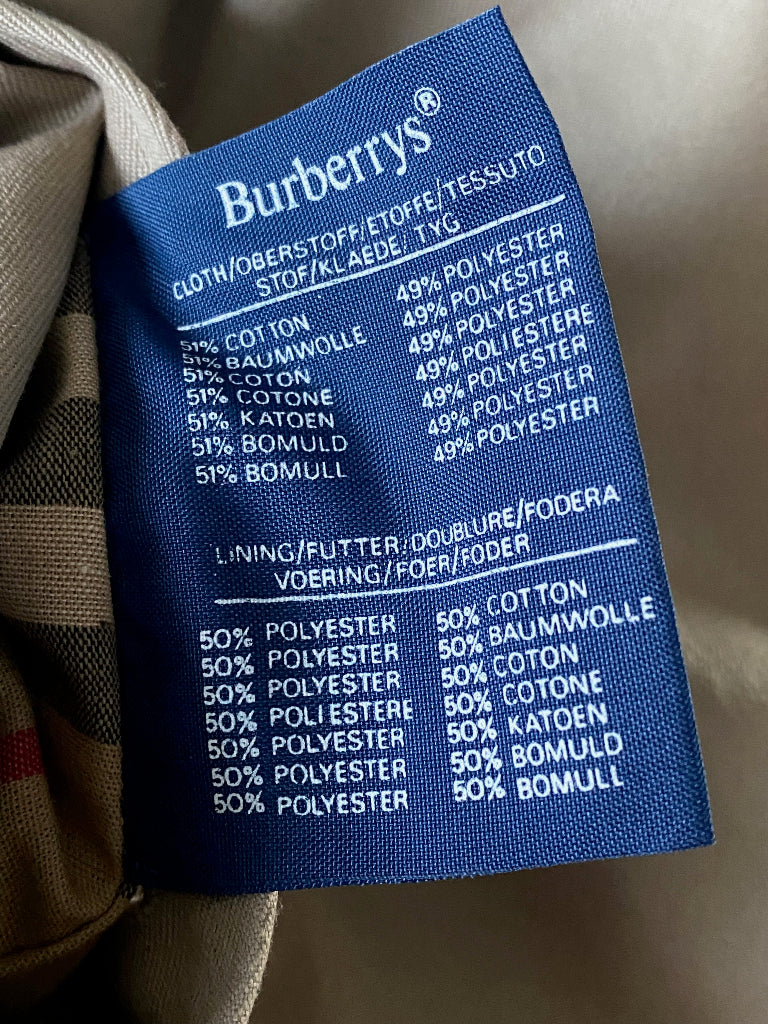 Burberrys®
CLOTH/OBERSTOFF/ETOFFE/TESSUTO
STOF/KLAEDE/TYG
51% COTTON 49% POLYESTER
51% BAUMWOLLE 49% POLYESTER
51% COTON 49% POLYESTER
51% COTONE 49% POLIESTERE
51% KATOEN 49% POLYESTER
51% BOMULD 49% POLYESTER
51% BOMULL 49% POLYESTER
LINING/FUTTER/DOUBLURE/FODERA
VOERING/FOER/FODER
50% POLYESTER 50% COTTON
50% POLYESTER 50% BAUMWOLLE
50% POLYESTER 50% COTON
50% POLIESTERE 50% COTONE
50% POLYESTER 50% KATOEN
50% POLYESTER 50% BOMULD
50% POLYESTER 50% BOMULL